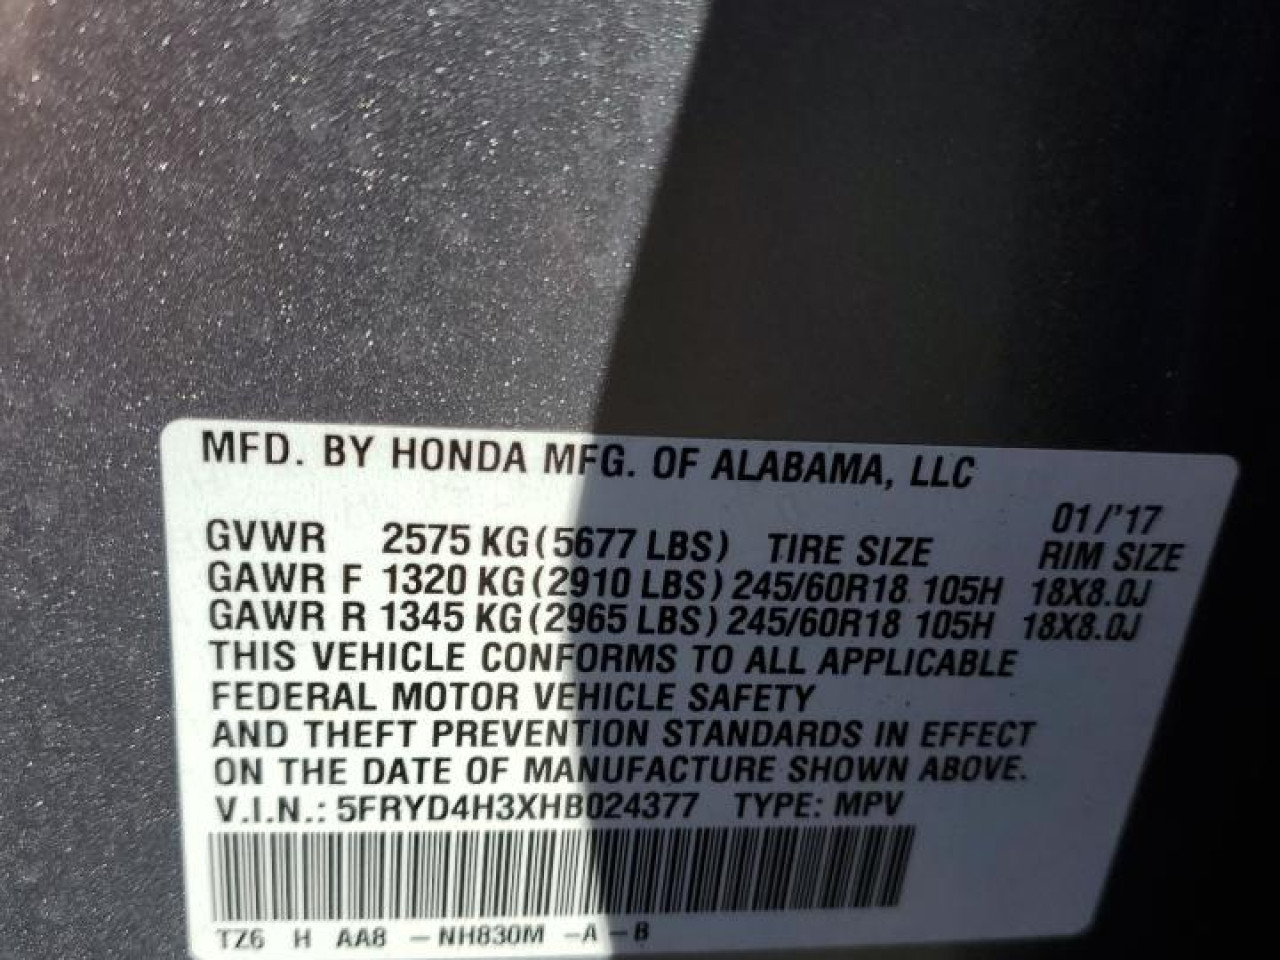 MFD. BY HONDA MFG. OF ALABAMA, LLC
01/'17
GVWR 2575 KG(5677 LBS) TIRE SIZE RIM SIZE
GAWR F 1320 KG(2910 LBS) 245/60R18 105H 18X8.0J
GAWR R 1345 KG(2965 LBS) 245/60R18 105H 18X8.0J
THIS VEHICLE CONFORMS TO ALL APPLICABLE
FEDERAL MOTOR VEHICLE SAFETY
AND THEFT PREVENTION STANDARDS IN EFFECT
ON THE DATE OF MANUFACTURE SHOWN ABOVE.
V.I.N.: 5FRYD4H3XHB024377 TYPE: MPV
TZ6 H AA8 -NH830M -A -B